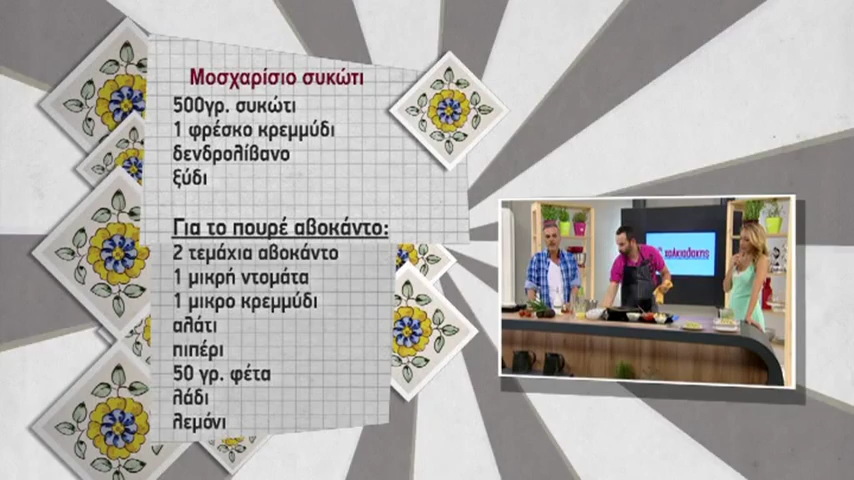 Μοσχαρίσιο συκώτι
500γρ. συκώτι
1 φρέσκο κρεμμύδι
δενδρολίβανο
ξύδι
Για το πουρέ αβοκάντο:
2 τεμάχια αβοκάντο
1 μικρή ντομάτα
1 μικρο κρεμμύδι
αλάτι
πιπέρι
50 γρ. φέτα
λάδι
λεμόνι
χαλκιαδακης